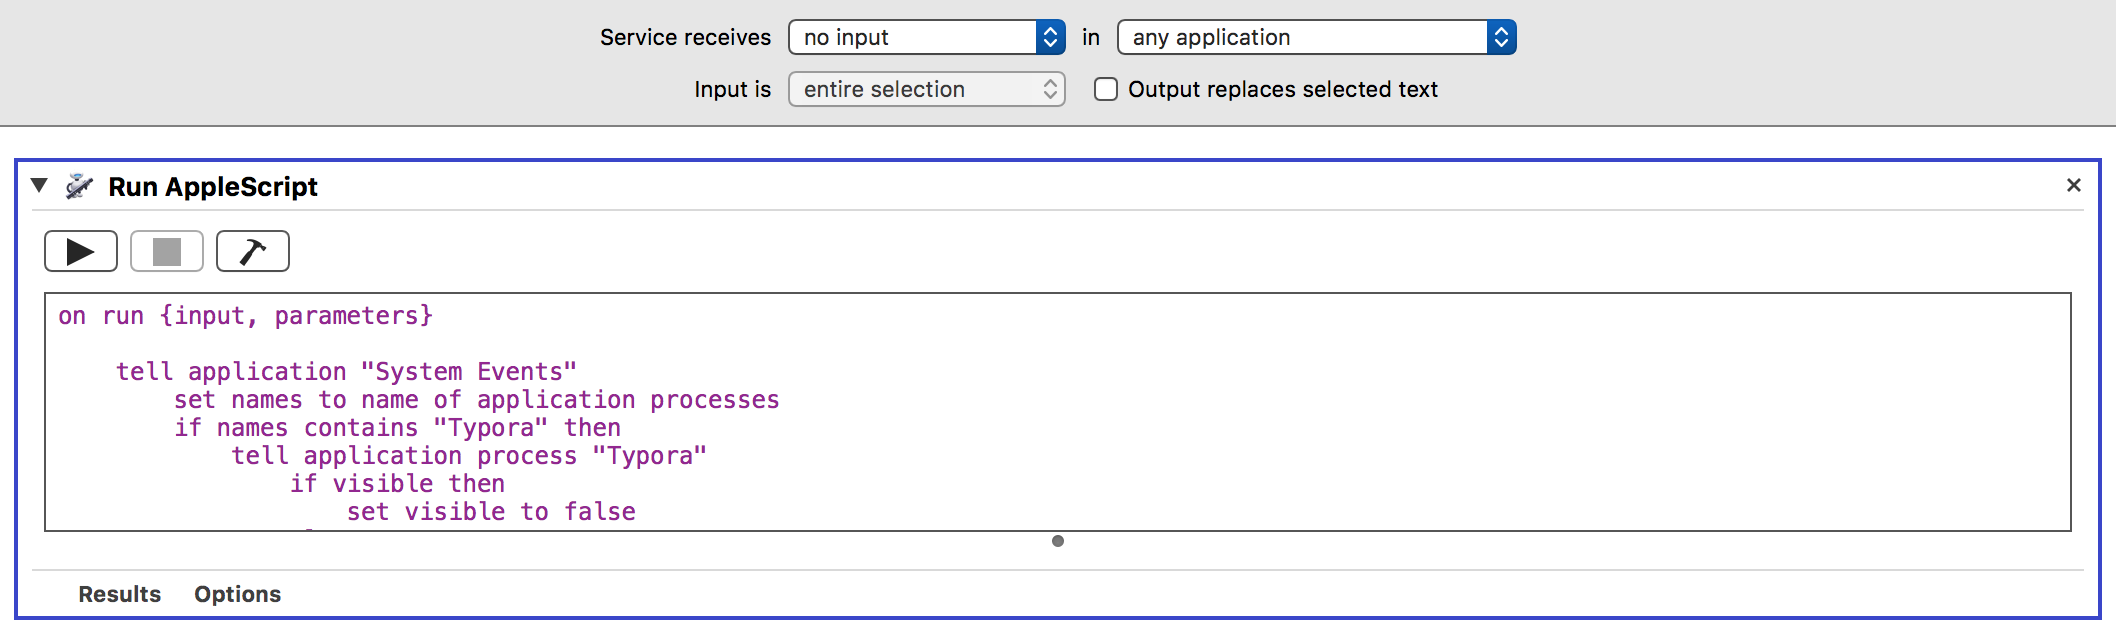 Service receives no input in any application
Input is entire selection Output replaces selected text
Run AppleScript
on run {input, parameters}
tell application "System Events"
set names to name of application processes
if names contains "Typora" then
tell application process "Typora"
if visible then
set visible to false
Results Options